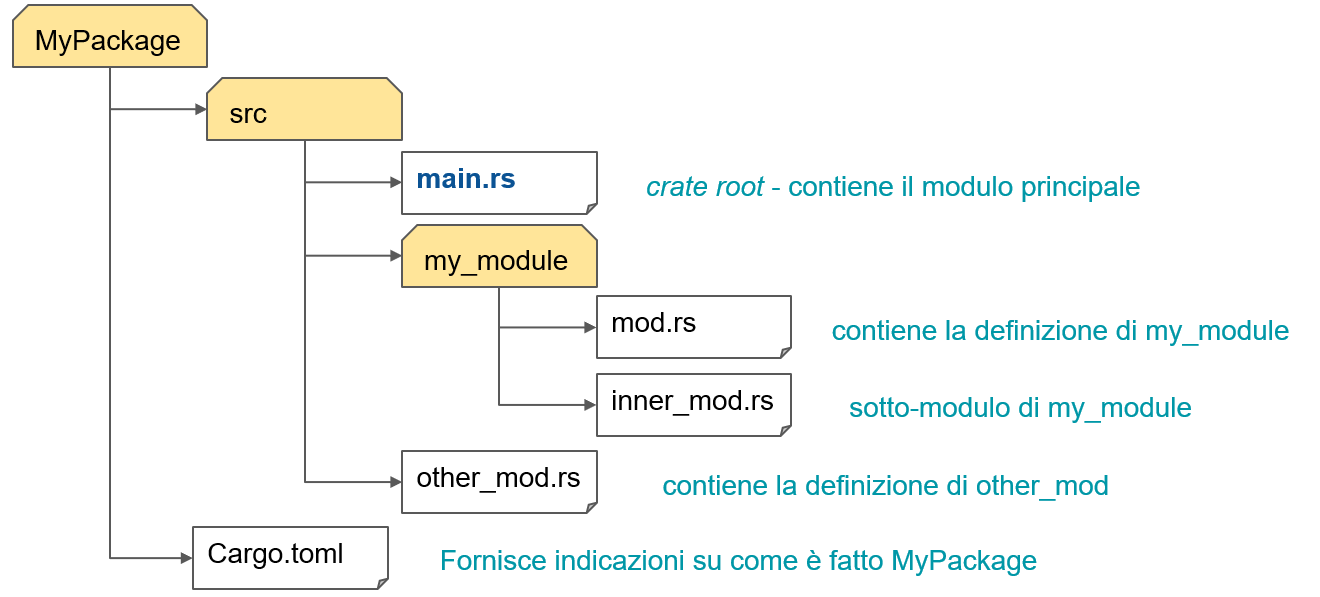 MyPackage
src
main.rs
crate root - contiene il modulo principale
my_module
mod.rs
contiene la definizione di my_module
inner_mod.rs
sotto-modulo di my_module
other_mod.rs
contiene la definizione di other_mod
Cargo.toml
Fornisce indicazioni su come è fatto MyPackage